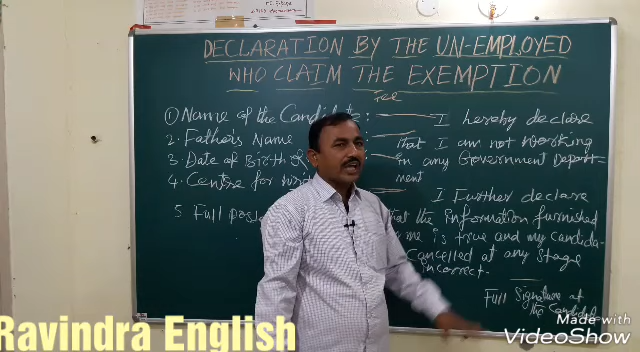 DECLARATION BY THE UN-EMPLOYED
WHO CLAIM THE EXEMPTION
Fee
① Name of the Candidate :
2. Father's Name :
3. Date of Birth
4. Centre for
5 Full
I hereby declare
that I am not working
in any Government Depart-
ment
I Further declare
the information furnished
me is true and my candida-
cancelled at any stage
incorrect.
Full Signature of
the Candidate
Ravindra English
Made with
VideoShow